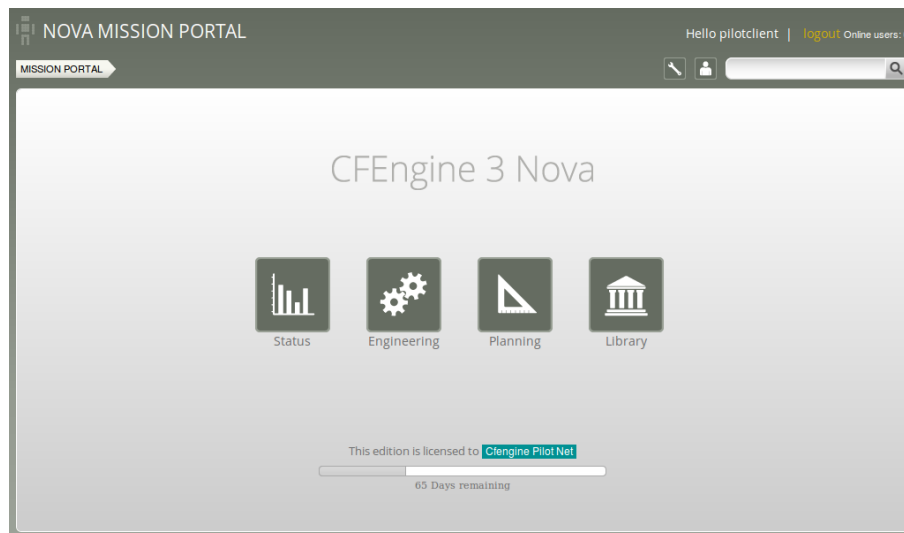 NOVA MISSION PORTAL
Hello pilotclient | logout Online users:
MISSION PORTAL
CFEngine 3 Nova
Status Engineering Planning Library
This edition is licensed to Cfengine Pilot Net
65 Days remaining